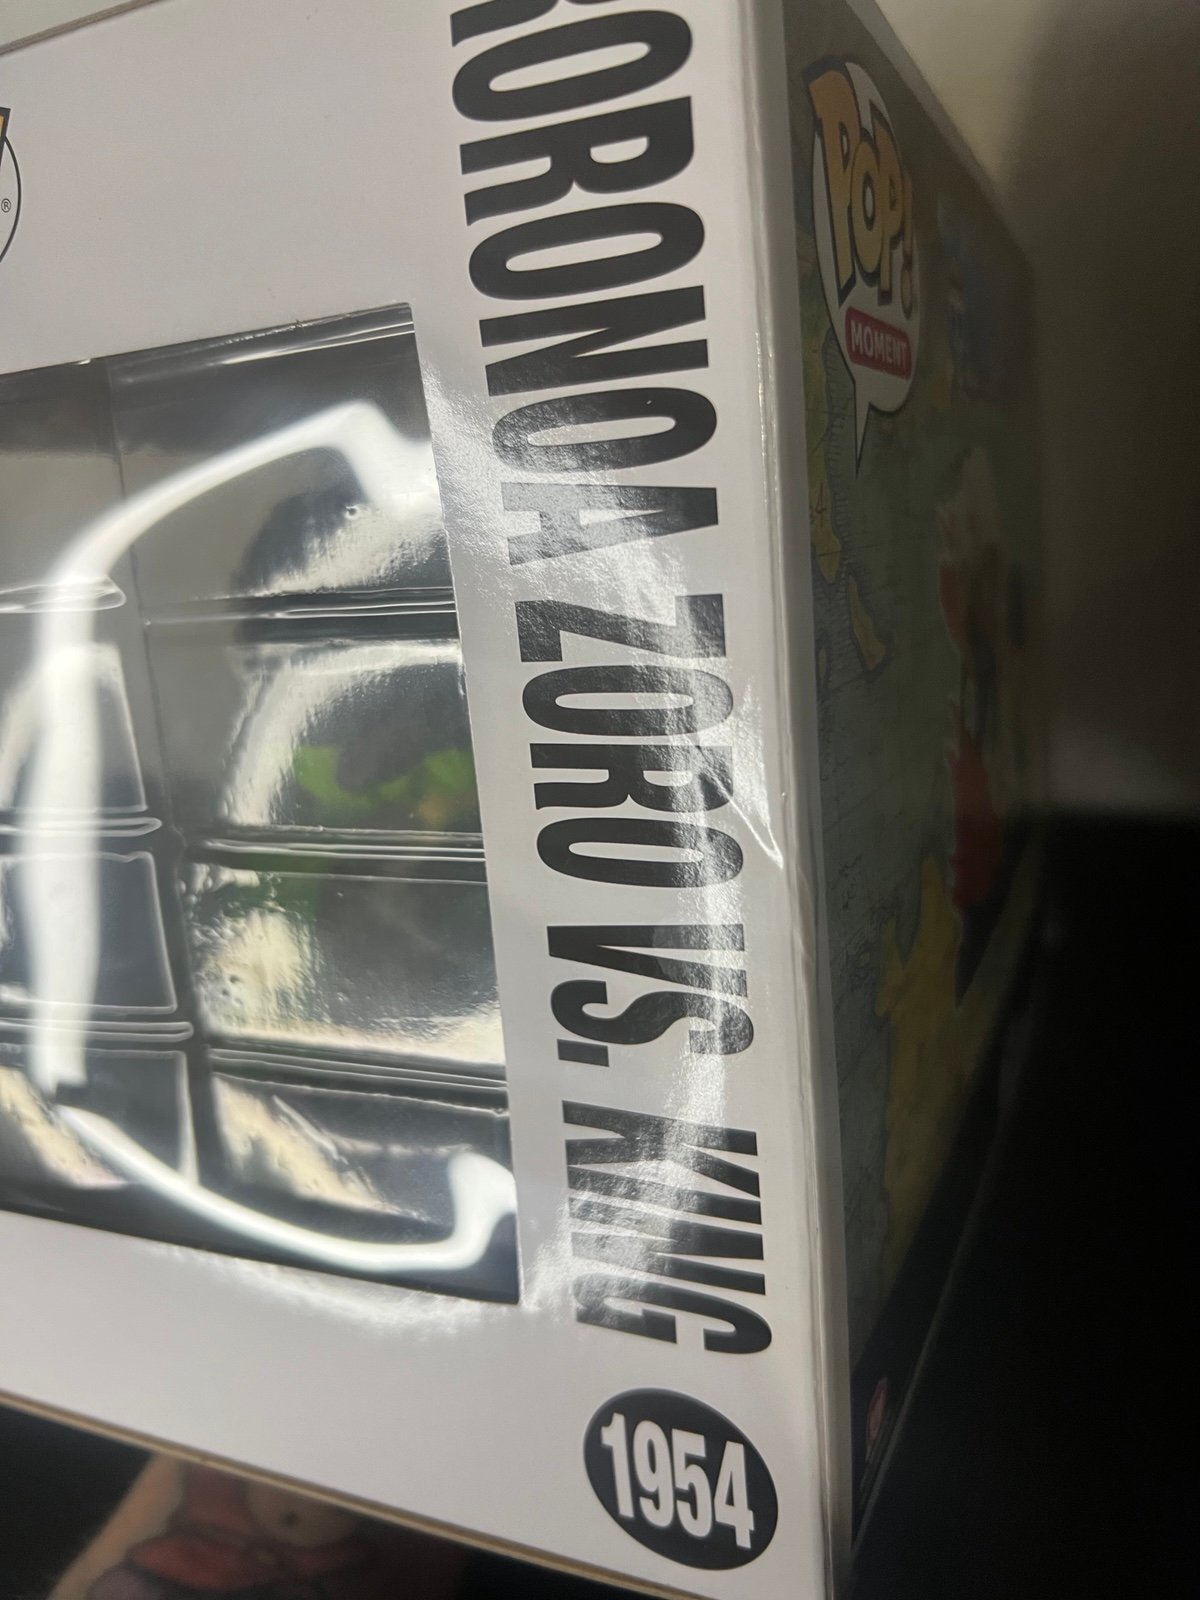 RORONOA ZORO VS. KING
1954
POP!
MOMENT
®